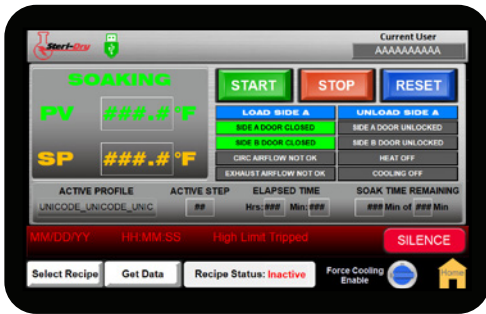 Steri-Dry
Current User
AAAAAAAAAA
SOAKING
PV ###.# °F
SP ###.# °F
START STOP RESET
LOAD SIDE A UNLOAD SIDE A
SIDE A DOOR CLOSED SIDE A DOOR UNLOCKED
SIDE B DOOR CLOSED SIDE B DOOR UNLOCKED
CIRC AIRFLOW NOT OK HEAT OFF
EXHAUST AIRFLOW NOT OK COOLING OFF
ACTIVE PROFILE ACTIVE STEP ELAPSED TIME SOAK TIME REMAINING
UNICODE_UNICODE_UNIC ## Hrs:### Min:### ### Min of ### Min
MM/DD/YY HH:MM:SS High Limit Tripped SILENCE
Select Recipe Get Data Recipe Status: Inactive Force Cooling Enable Home